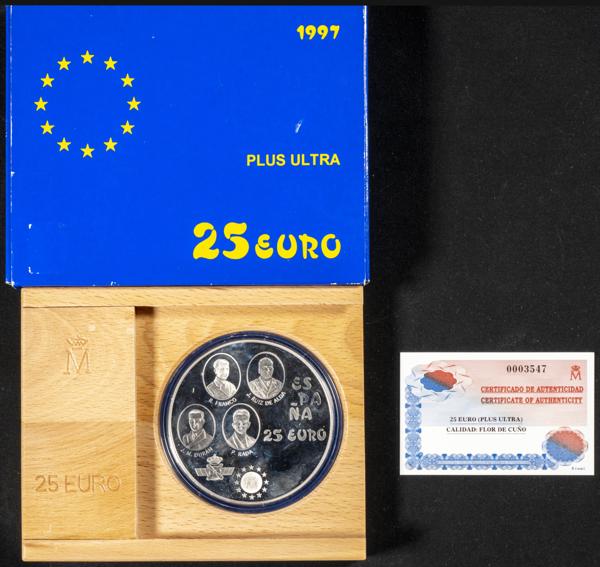 1997
PLUS ULTRA
25 EURO
M
25 EURO
R. FRANCO
J. RUIZ DE ALDA
ES
PA
ÑA
25 EURO
J. M. DURAN
P. RADA
0003547
M
CERTIFICADO DE AUTENTICIDAD
CERTIFICATE OF AUTHENTICITY
25 EURO (PLUS ULTRA)
CALIDAD: FLOR DE CUÑO